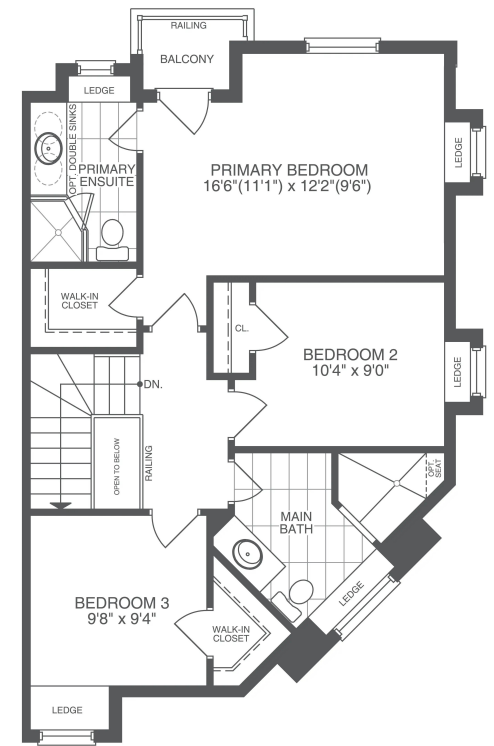 RAILING
BALCONY
LEDGE
OPT. DOUBLE SINKS
PRIMARY
ENSUITE
PRIMARY BEDROOM
16'6"(11'1") x 12'2"(9'6")
LEDGE
WALK-IN
CLOSET
CL.
BEDROOM 2
10'4" x 9'0"
LEDGE
DN.
OPEN TO BELOW
RAILING
OPT.
SEAT
MAIN
BATH
LEDGE
BEDROOM 3
9'8" x 9'4"
WALK-IN
CLOSET
LEDGE